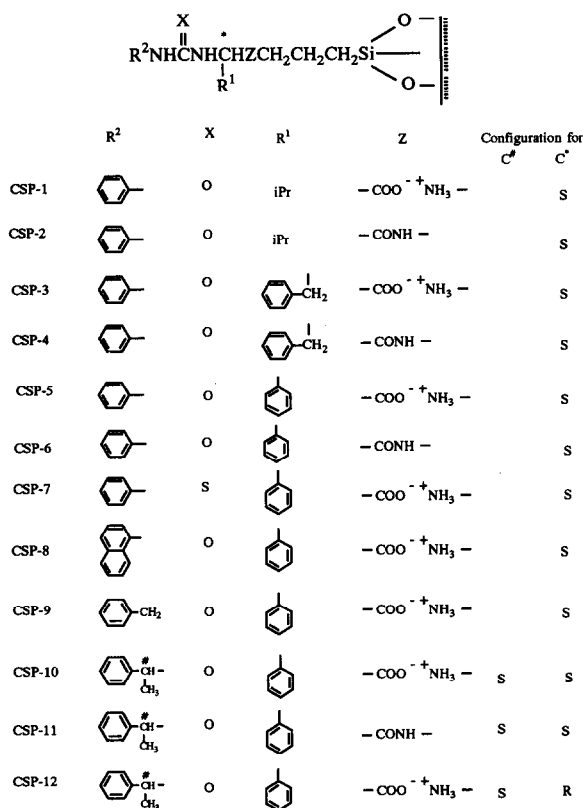 X
O
R²NHCNHCHZCH₂CH₂CH₂Si
*
R¹
O
R² X R¹ Z Configuration for
C# C*
CSP-1 O iPr — COO⁻ ⁺NH₃ — S
CSP-2 O iPr — CONH — S
CSP-3 O CH₂ — COO⁻ ⁺NH₃ — S
CSP-4 O CH₂ — CONH — S
CSP-5 O — COO⁻ ⁺NH₃ — S
CSP-6 O — CONH — S
CSP-7 S — COO⁻ ⁺NH₃ — S
CSP-8 O — COO⁻ ⁺NH₃ — S
CSP-9 CH₂ O — COO⁻ ⁺NH₃ — S
CSP-10 #CH – CH₃ O — COO⁻ ⁺NH₃ — S S
CSP-11 #CH – CH₃ O — CONH — S S
CSP-12 #CH – CH₃ O — COO⁻ ⁺NH₃ — S R